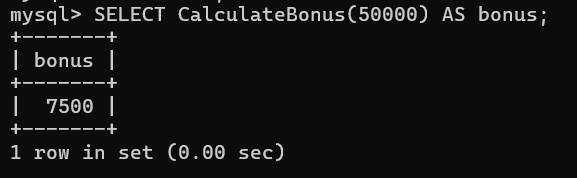 mysql> SELECT CalculateBonus(50000) AS bonus;
+-------+
| bonus |
+-------+
|  7500 |
+-------+
1 row in set (0.00 sec)